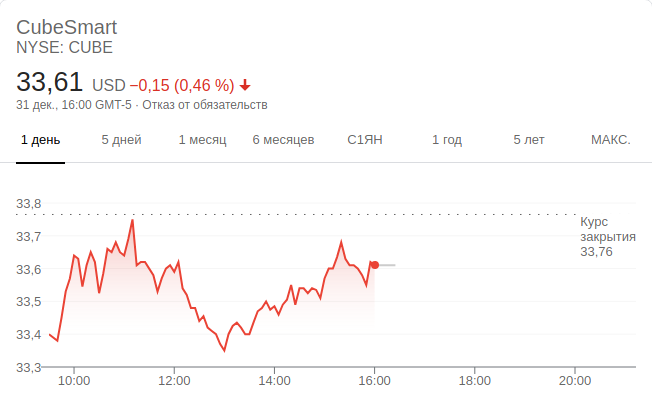 CubeSmart
NYSE: CUBE
33,61 USD −0,15 (0,46 %)
31 дек., 16:00 GMT-5 · Отказ от обязательств
1 день 5 дней 1 месяц 6 месяцев С1ЯН 1 год 5 лет МАКС.
33,8
Курс
закрытия
33,76
33,7
33,6
33,5
33,4
33,3
10:00 12:00 14:00 16:00 18:00 20:00